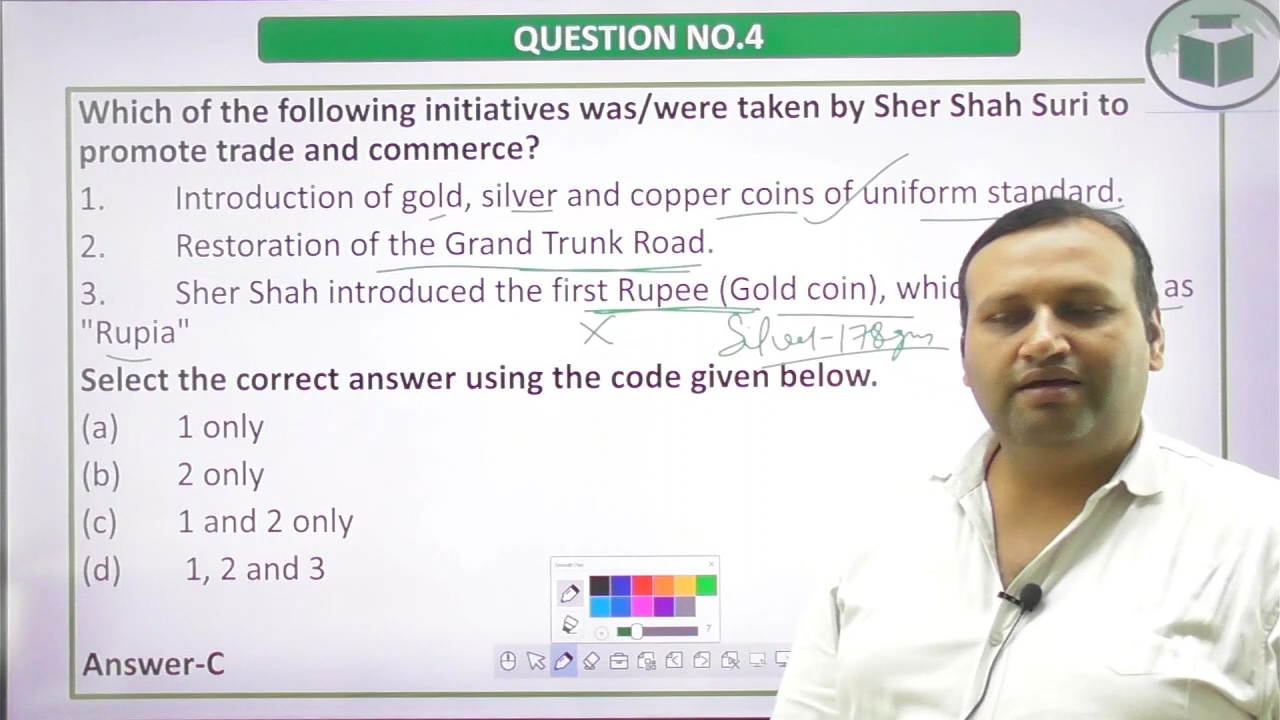 QUESTION NO.4
Which of the following initiatives was/were taken by Sher Shah Suri to
promote trade and commerce?
1. Introduction of gold, silver and copper coins of uniform standard.
2. Restoration of the Grand Trunk Road.
3. Sher Shah introduced the first Rupee (Gold coin), as
"Rupia"
X Silver-178gm
Select the correct answer using the code given below.
(a) 1 only
(b) 2 only
(c) 1 and 2 only
(d) 1, 2 and 3
7
Answer-C